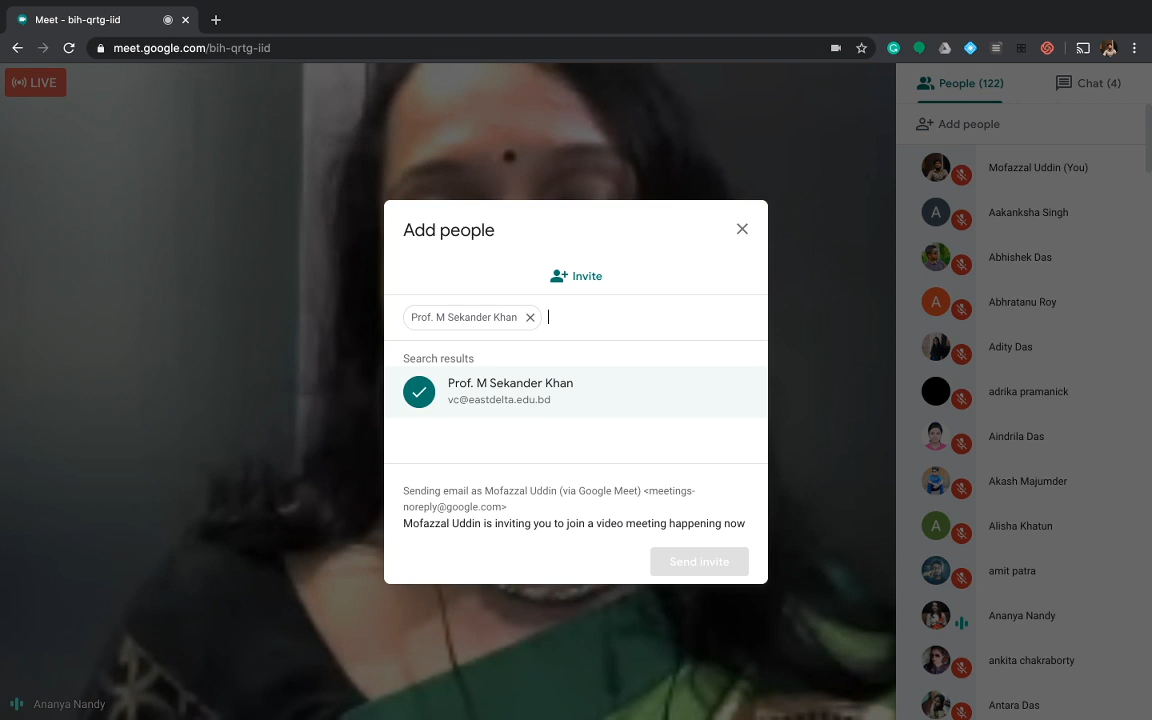 Meet - bih-qrtg-iid
meet.google.com/bih-qrtg-iid
LIVE
People (122)
Chat (4)
Add people
Mofazzal Uddin (You)
Aakanksha Singh
Abhishek Das
Abhratanu Roy
Adity Das
adrika pramanick
Aindrila Das
Akash Majumder
Alisha Khatun
amit patra
Ananya Nandy
ankita chakraborty
Antara Das
A
A
A
Add people
Invite
Prof. M Sekander Khan
Search results
Prof. M Sekander Khan
vc@eastdelta.edu.bd
Sending email as Mofazzal Uddin (via Google Meet) <meetings-
noreply@google.com>
Mofazzal Uddin is inviting you to join a video meeting happening now
Send invite
Ananya Nandy